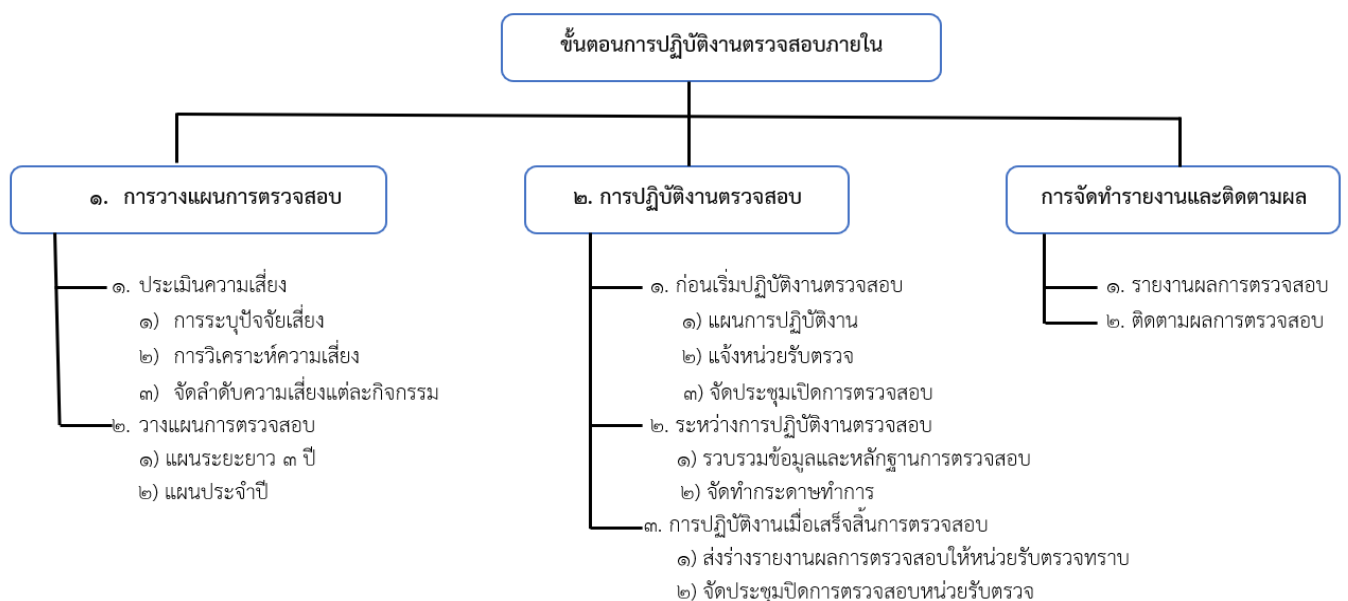 ขั้นตอนการปฏิบัติงานตรวจสอบภายใน
๑. การวางแผนการตรวจสอบ
๑. ประเมินความเสี่ยง
๑) การระบุปัจจัยเสี่ยง
๒) การวิเคราะห์ความเสี่ยง
๓) จัดลำดับความเสี่ยงแต่ละกิจกรรม
๒. วางแผนการตรวจสอบ
๑) แผนระยะยาว ๓ ปี
๒) แผนประจำปี
๒. การปฏิบัติงานตรวจสอบ
๑. ก่อนเริ่มปฏิบัติงานตรวจสอบ
๑) แผนการปฏิบัติงาน
๒) แจ้งหน่วยรับตรวจ
๓) จัดประชุมเปิดการตรวจสอบ
๒. ระหว่างการปฏิบัติงานตรวจสอบ
๑) รวบรวมข้อมูลและหลักฐานการตรวจสอบ
๒) จัดทำกระดาษทำการ
๓. การปฏิบัติงานเมื่อเสร็จสิ้นการตรวจสอบ
๑) ส่งร่างรายงานผลการตรวจสอบให้หน่วยรับตรวจทราบ
๒) จัดประชุมปิดการตรวจสอบหน่วยรับตรวจ
การจัดทำรายงานและติดตามผล
๑. รายงานผลการตรวจสอบ
๒. ติดตามผลการตรวจสอบ